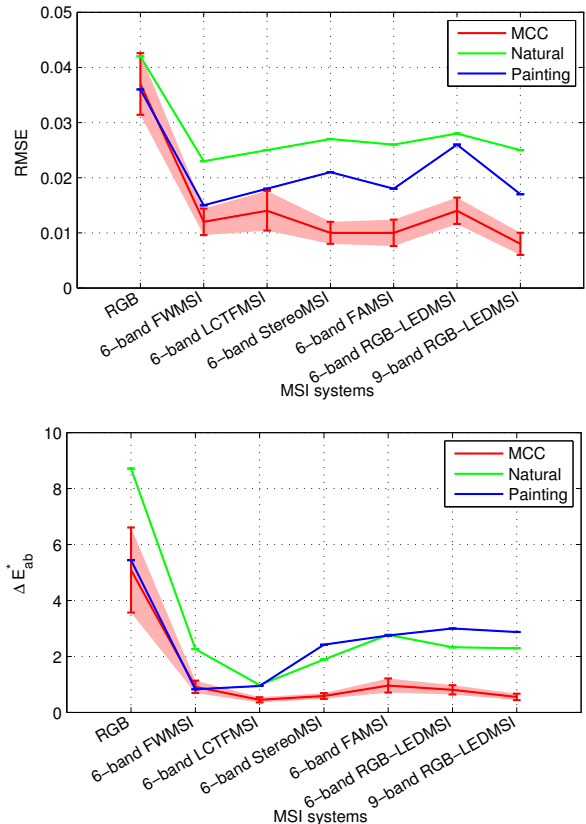 0.05
0.04
0.03
0.02
0.01
0
RMSE
MCC
Natural
Painting
RGB
6−band FWMSI
6−band LCTFMSI
6−band StereoMSI
6−band FAMSI
6−band RGB−LEDMSI
9−band RGB−LEDMSI
MSI systems
10
8
6
4
2
0
Δ E*ab
MCC
Natural
Painting
RGB
6−band FWMSI
6−band LCTFMSI
6−band StereoMSI
6−band FAMSI
6−band RGB−LEDMSI
9−band RGB−LEDMSI
MSI systems